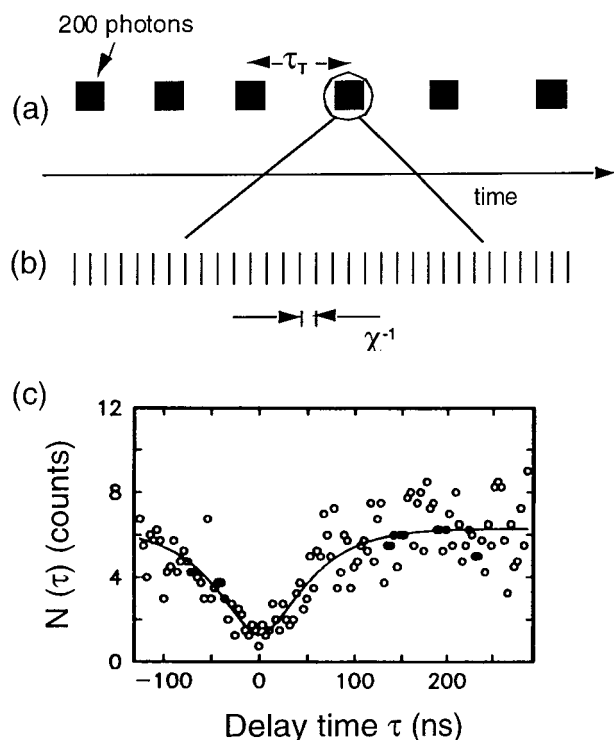 200 photons
τT
(a)
time
(b)
χ-1
(c)
12
8
4
0
N (τ) (counts)
-100
0
100
200
Delay time τ (ns)